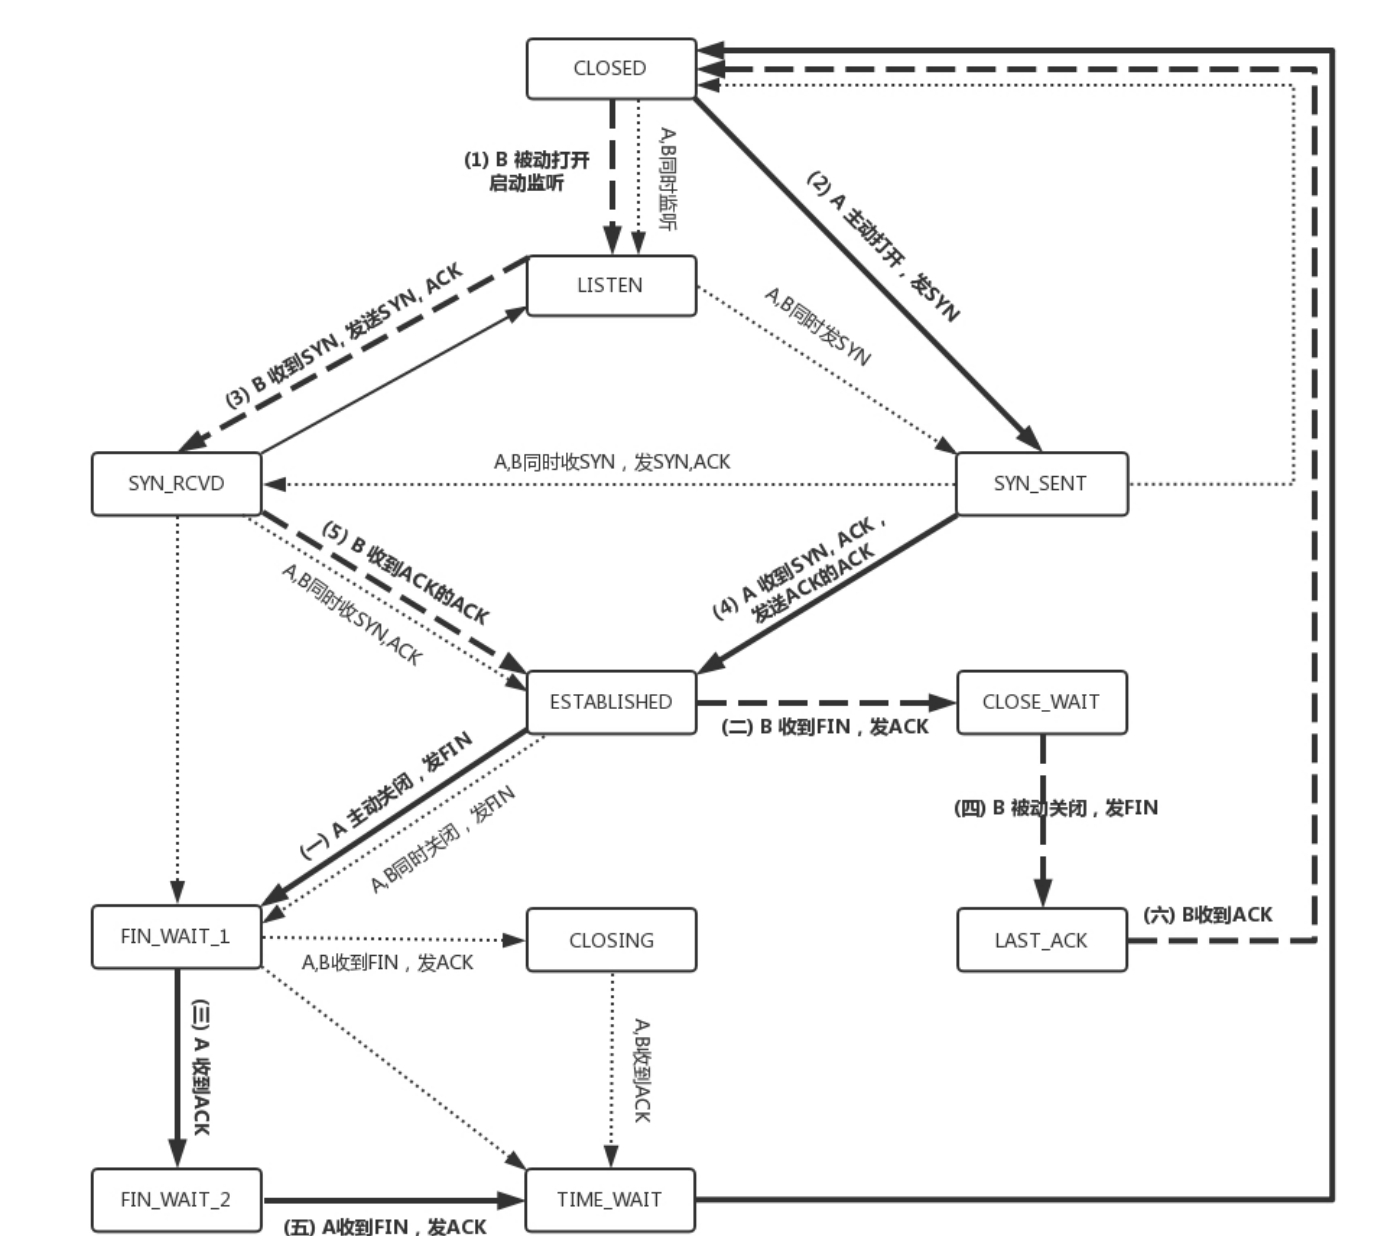 CLOSED
(1) B 被动打开
启动监听
A,B同时监听
(2) A 主动打开，发SYN
LISTEN
(3) B 收到SYN, 发送SYN, ACK
A,B同时发SYN
SYN_RCVD
A,B同时收SYN，发SYN,ACK
SYN_SENT
(5) B 收到ACK的ACK
A,B同时收SYN,ACK
(4) A 收到SYN, ACK，
发送ACK的ACK
ESTABLISHED
CLOSE_WAIT
(二) B 收到FIN，发ACK
(一) A 主动关闭，发FIN
A,B同时关闭，发FIN
(四) B 被动关闭，发FIN
FIN_WAIT_1
CLOSING
LAST_ACK
(六) B收到ACK
A,B收到FIN，发ACK
(三) A 收到ACK
A,B收到ACK
FIN_WAIT_2
TIME_WAIT
(五) A收到FIN，发ACK